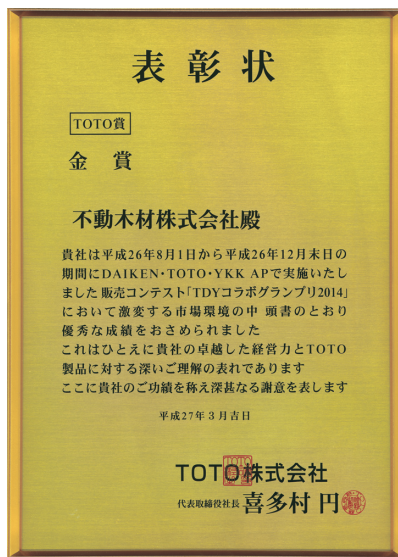 表彰状
TOTO賞
金賞
不動木材株式会社殿
貴社は平成26年8月1日から平成26年12月末日の
期間にDAIKEN・TOTO・YKK APで実施いたし
ました 販売コンテスト「TDYコラボグランプリ2014」
において激変する市場環境の中 頭書のとおり
優秀な成績をおさめられました
これはひとえに貴社の卓越した経営力とTOTO
製品に対する深いご理解の表れであります
ここに貴社のご功績を称え深甚なる謝意を表します
平成27年3月吉日
TOTO株式会社
代表取締役社長 喜多村 円